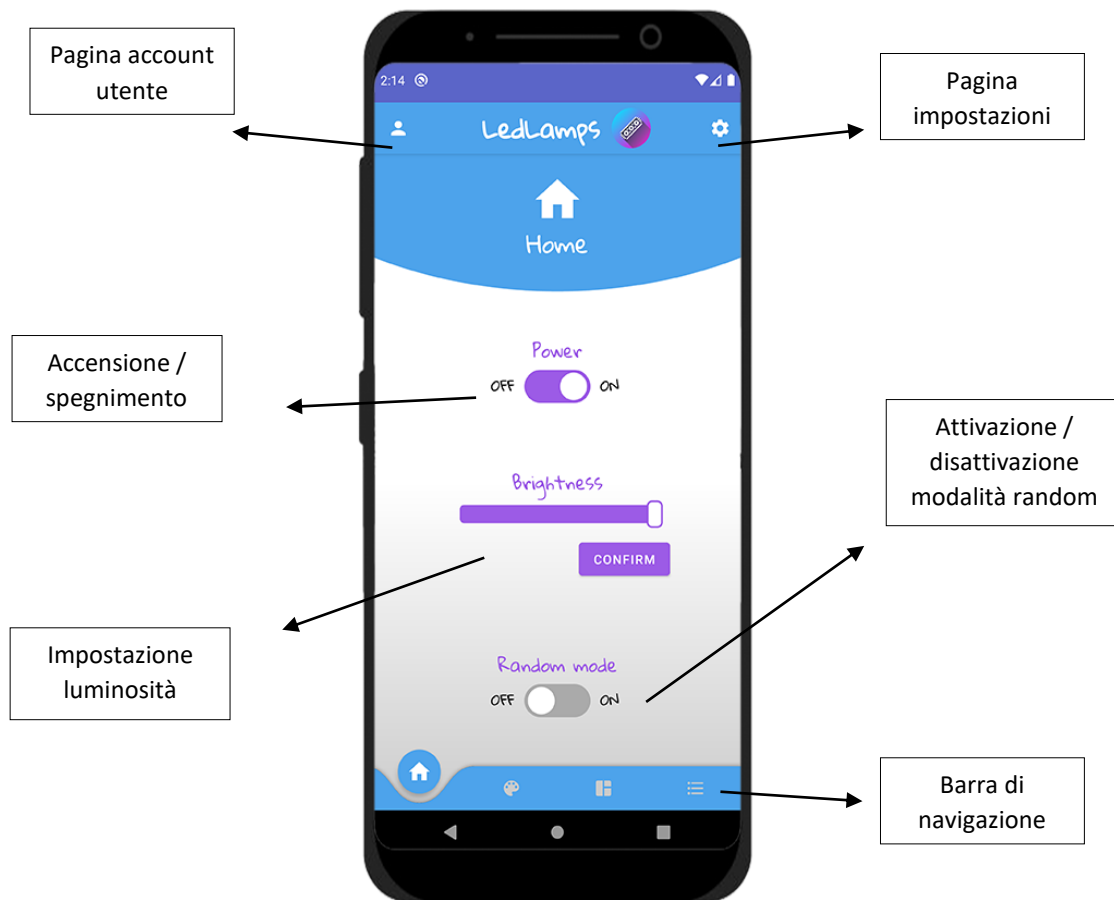 Pagina account
utente
Pagina
impostazioni
2:14
LedLamps
Home
Accensione /
spegnimento
Power
OFF ON
Attivazione /
disattivazione
modalità random
Brightness
CONFIRM
Impostazione
luminosità
Random mode
OFF ON
Barra di
navigazione